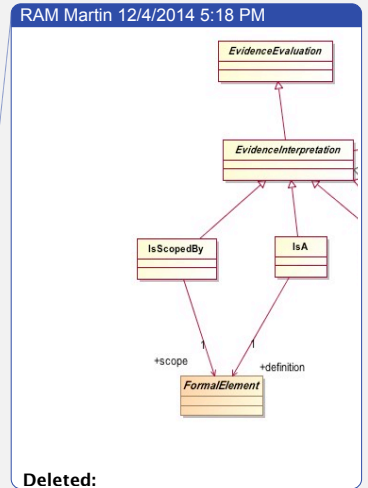 RAM Martin 12/4/2014 5:18 PM
EvidenceEvaluation
EvidenceInterpretation
IsScopedBy
IsA
1
1
+scope
+definition
FormalElement
Deleted: